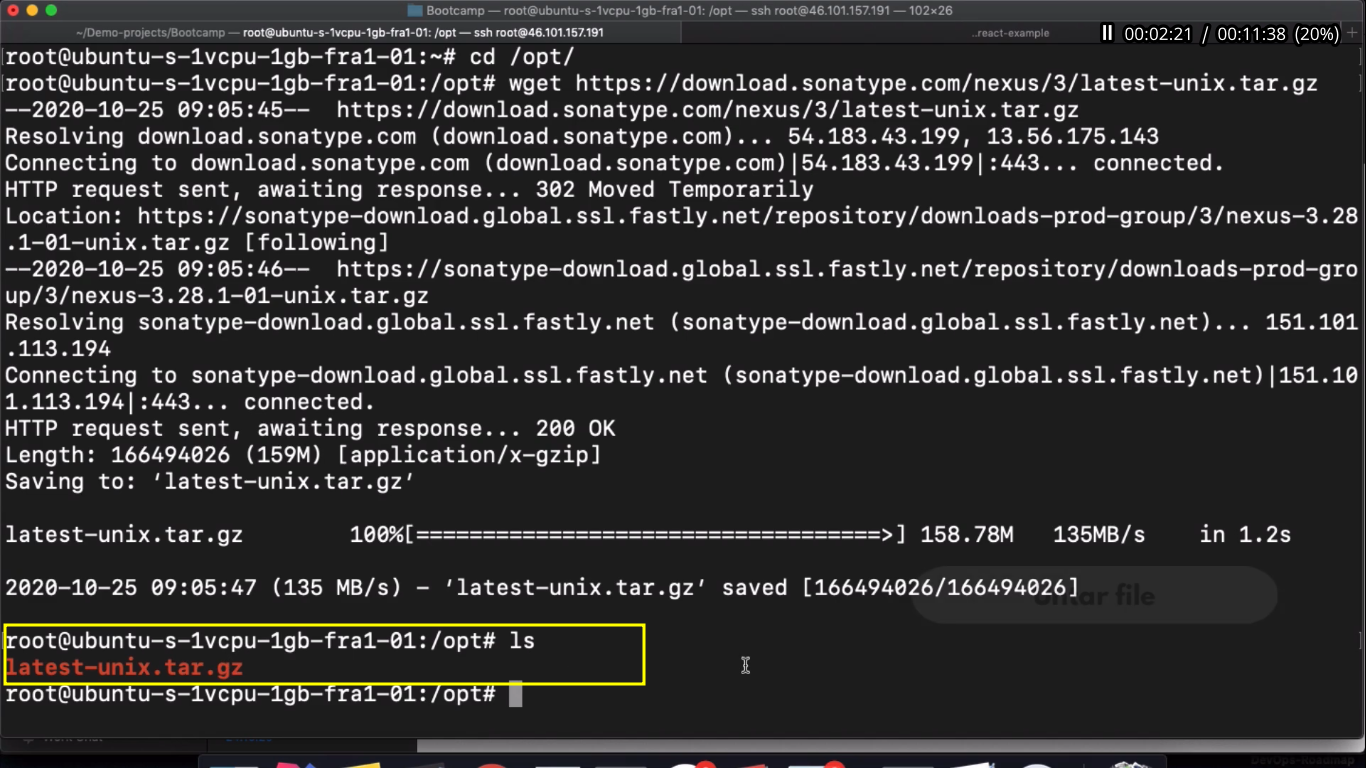 Bootcamp — root@ubuntu-s-1vcpu-1gb-fra1-01: /opt — ssh root@46.101.157.191 — 102×26
~/Demo-projects/Bootcamp — root@ubuntu-s-1vcpu-1gb-fra1-01: /opt — ssh root@46.101.157.191
..react-example
00:02:21 / 00:11:38 (20%)
root@ubuntu-s-1vcpu-1gb-fra1-01:~# cd /opt/
root@ubuntu-s-1vcpu-1gb-fra1-01:/opt# wget https://download.sonatype.com/nexus/3/latest-unix.tar.gz
--2020-10-25 09:05:45-- https://download.sonatype.com/nexus/3/latest-unix.tar.gz
Resolving download.sonatype.com (download.sonatype.com)... 54.183.43.199, 13.56.175.143
Connecting to download.sonatype.com (download.sonatype.com)|54.183.43.199|:443... connected.
HTTP request sent, awaiting response... 302 Moved Temporarily
Location: https://sonatype-download.global.ssl.fastly.net/repository/downloads-prod-group/3/nexus-3.28
.1-01-unix.tar.gz [following]
--2020-10-25 09:05:46-- https://sonatype-download.global.ssl.fastly.net/repository/downloads-prod-gro
up/3/nexus-3.28.1-01-unix.tar.gz
Resolving sonatype-download.global.ssl.fastly.net (sonatype-download.global.ssl.fastly.net)... 151.101
.113.194
Connecting to sonatype-download.global.ssl.fastly.net (sonatype-download.global.ssl.fastly.net)|151.10
1.113.194|:443... connected.
HTTP request sent, awaiting response... 200 OK
Length: 166494026 (159M) [application/x-gzip]
Saving to: ‘latest-unix.tar.gz’
latest-unix.tar.gz 100%[===================================>] 158.78M 135MB/s in 1.2s
2020-10-25 09:05:47 (135 MB/s) - ‘latest-unix.tar.gz’ saved [166494026/166494026]
file
root@ubuntu-s-1vcpu-1gb-fra1-01:/opt# ls
latest-unix.tar.gz
root@ubuntu-s-1vcpu-1gb-fra1-01:/opt#
DevOps-Roadmap